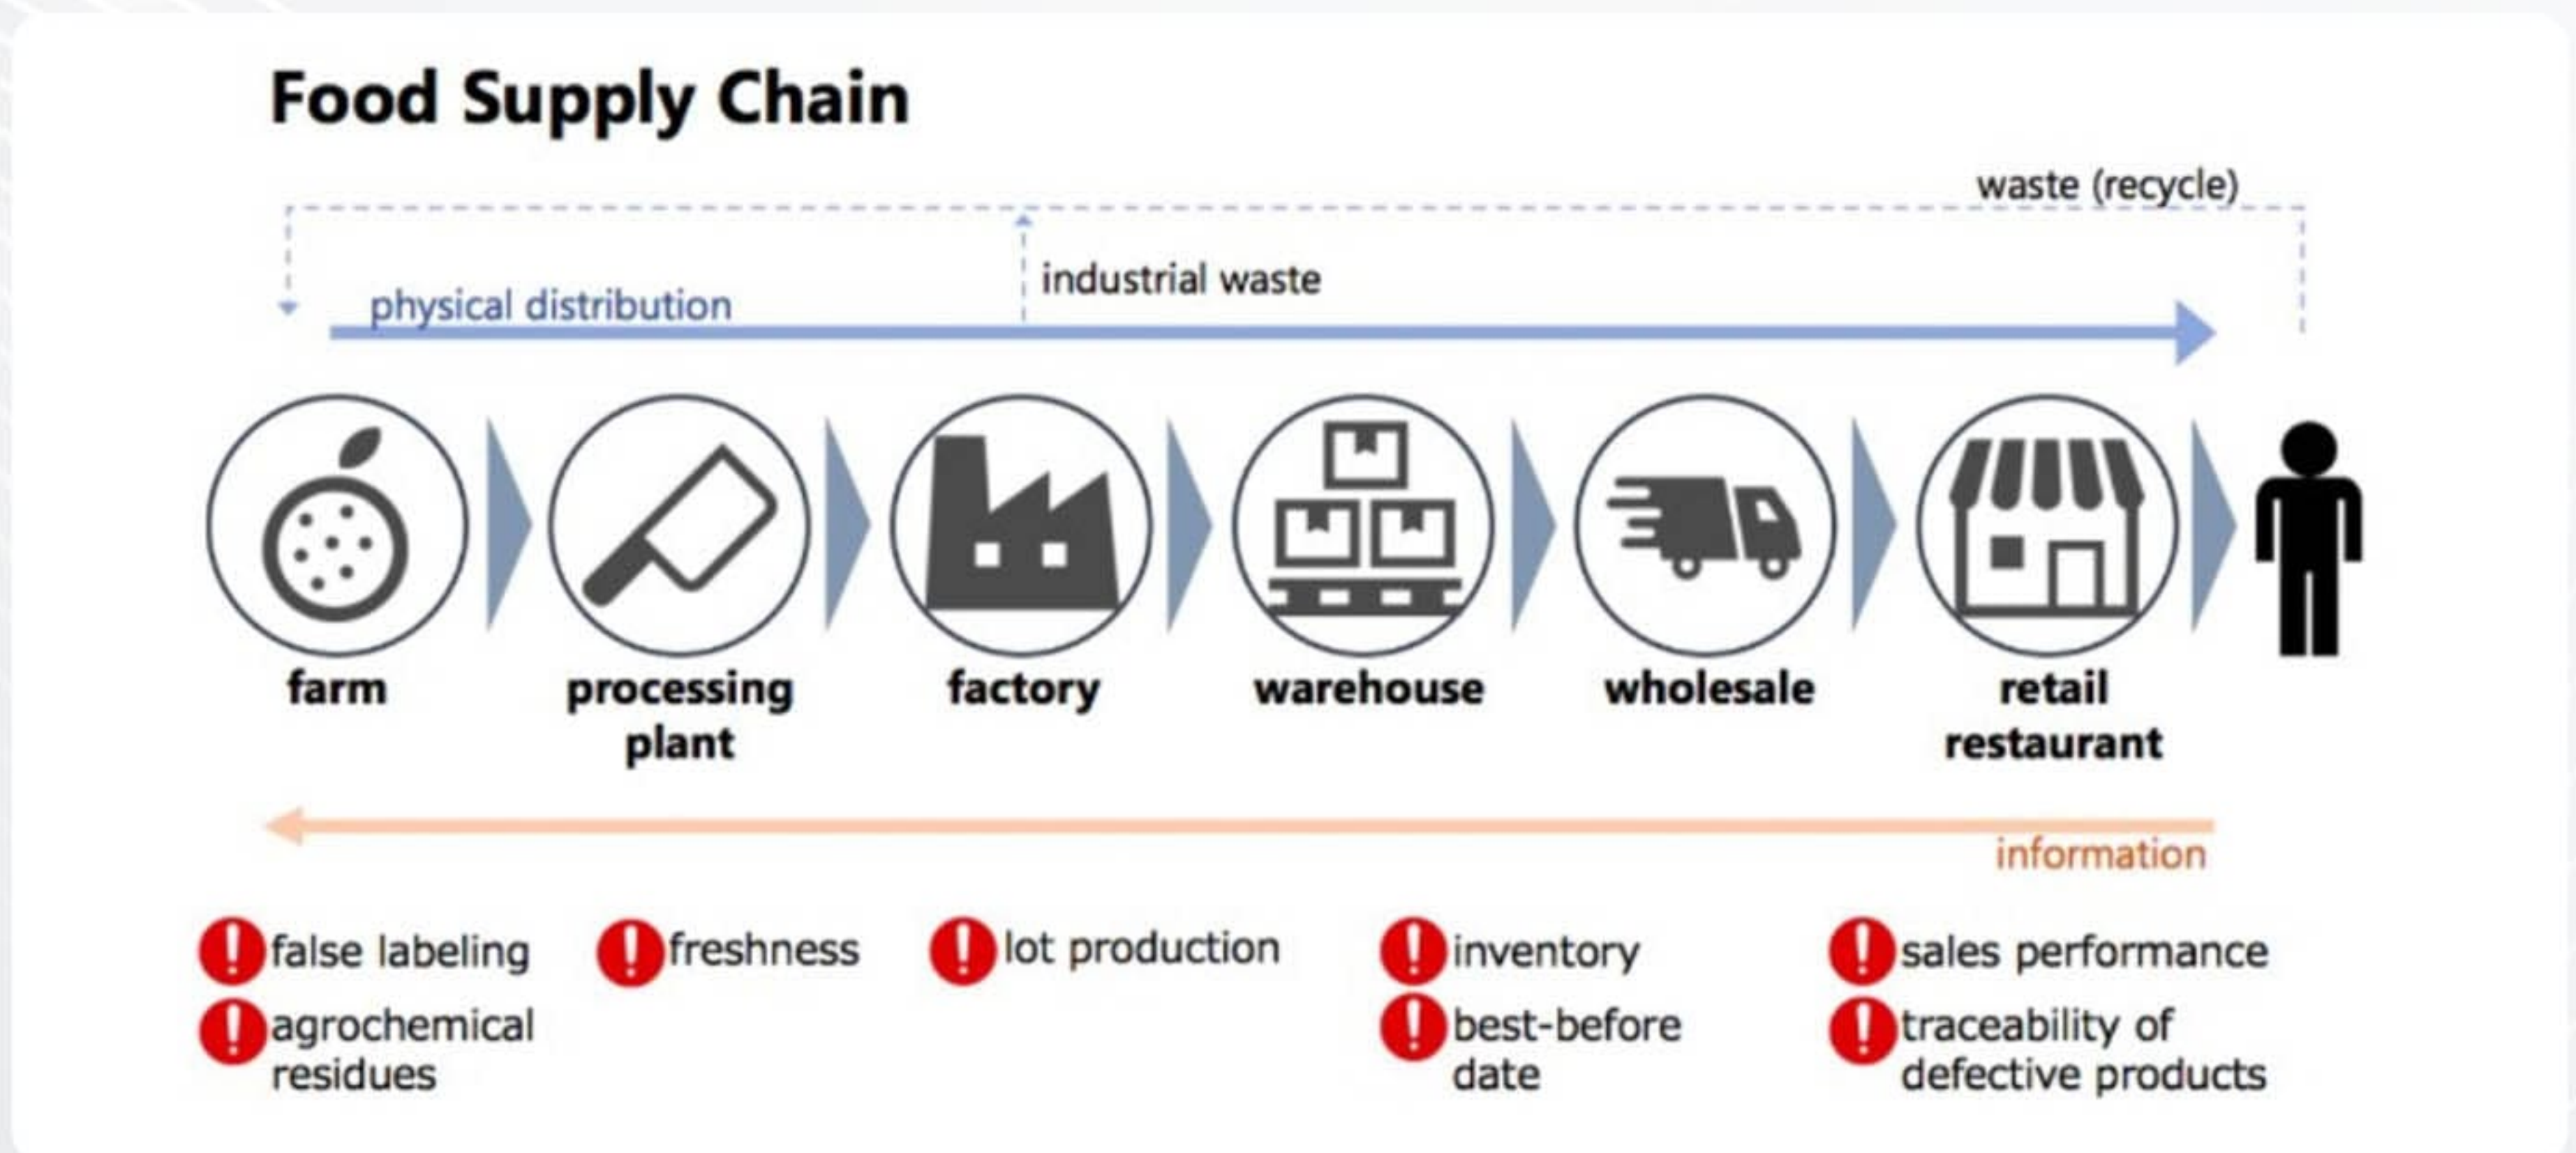 Food Supply Chain
waste (recycle)
industrial waste
physical distribution
farm
processing
plant
factory
warehouse
wholesale
retail
restaurant
information
false labeling
agrochemical
residues
freshness
lot production
inventory
best-before
date
sales performance
traceability of
defective products